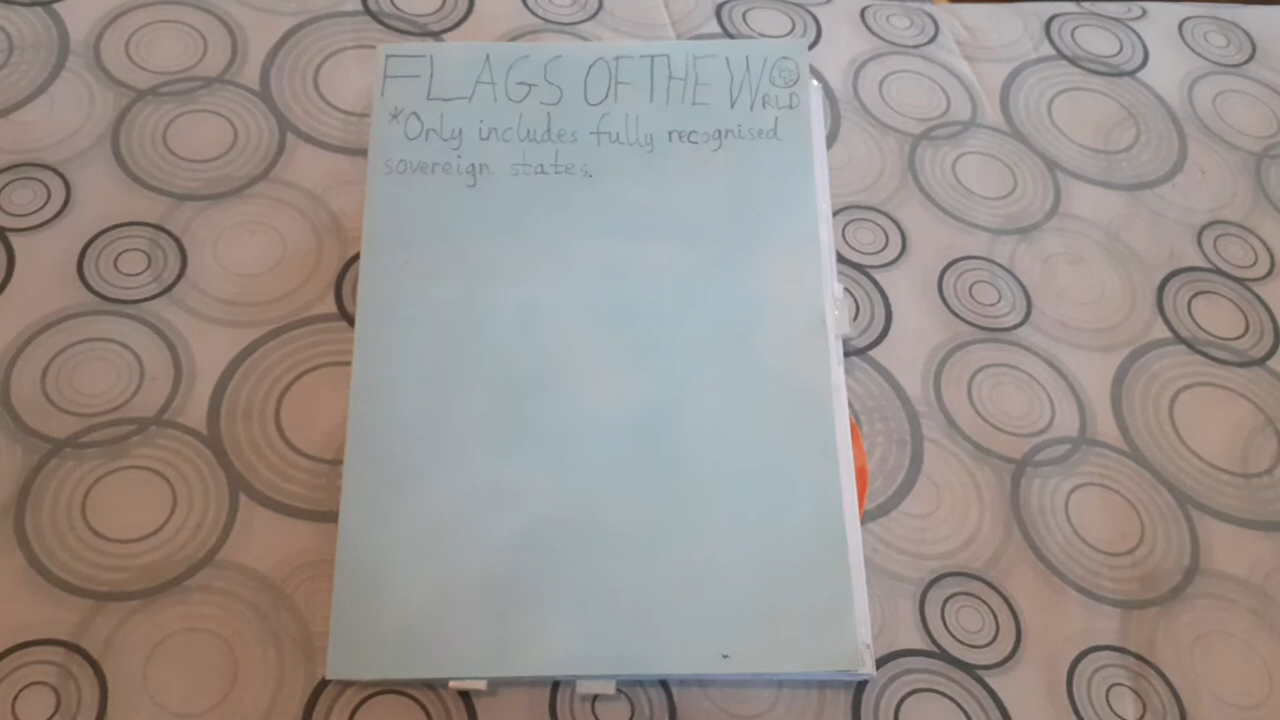 FLAGS OF THE WORLD
*Only includes fully recognised
sovereign states.